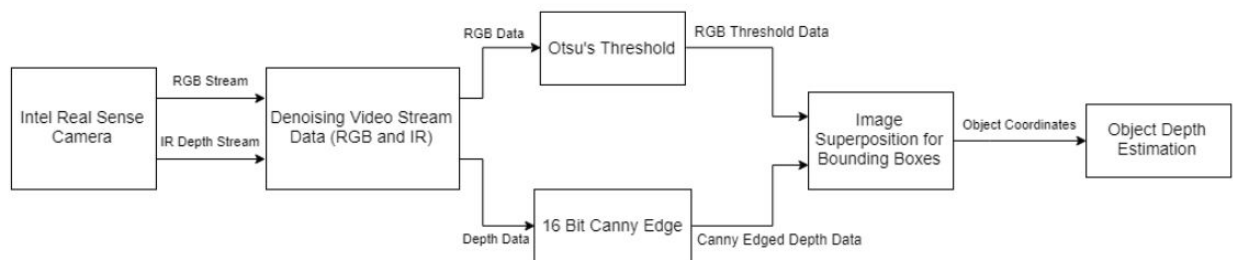 RGB Data
Otsu's Threshold
RGB Threshold Data
RGB Stream
Intel Real Sense
Camera
IR Depth Stream
Denoising Video Stream
Data (RGB and IR)
Image
Superposition for
Bounding Boxes
Object Coordinates
Object Depth
Estimation
Depth Data
16 Bit Canny Edge
Canny Edged Depth Data